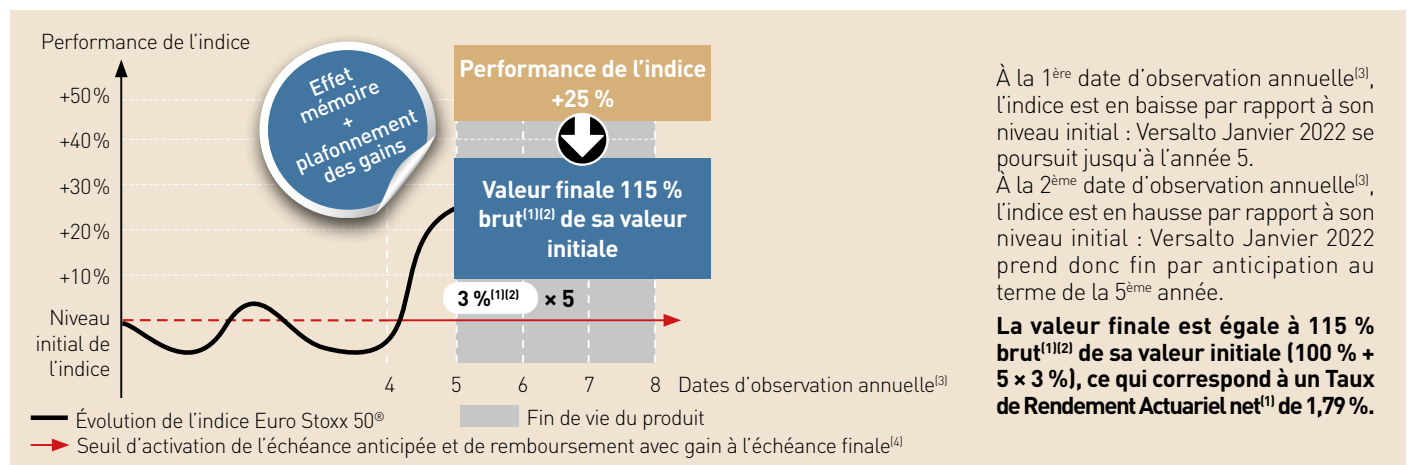 Performance de l’indice
+50 %
+40 %
+30 %
+20 %
+10 %
Niveau
initial de
l’indice
Effet
mémoire
+
plafonnement
des gains
Performance de l’indice
+25 %
Valeur finale 115 %
brut(1)(2) de sa valeur
initiale
3 %(1)(2) × 5
4 5 6 7 8 Dates d’observation annuelle(3)
Évolution de l’indice Euro Stoxx 50®
Fin de vie du produit
Seuil d’activation de l’échéance anticipée et de remboursement avec gain à l’échéance finale(4)
À la 1ère date d’observation annuelle(3),
l’indice est en baisse par rapport à son
niveau initial : Versalto Janvier 2022 se
poursuit jusqu’à l’année 5.
À la 2ème date d’observation annuelle(3),
l’indice est en hausse par rapport à son
niveau initial : Versalto Janvier 2022
prend donc fin par anticipation au
terme de la 5ème année.
La valeur finale est égale à 115 %
brut(1)(2) de sa valeur initiale (100 % +
5 × 3 %), ce qui correspond à un Taux
de Rendement Actuariel net(1) de 1,79 %.